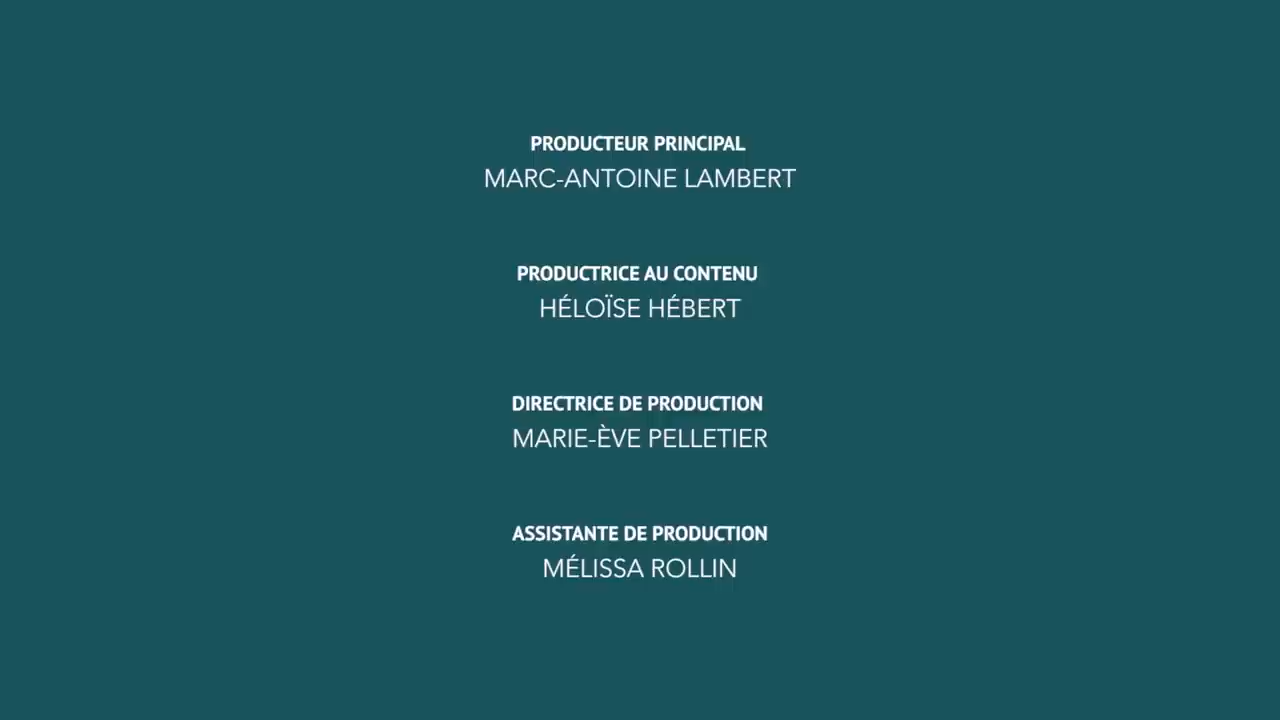 PRODUCTEUR PRINCIPAL
MARC-ANTOINE LAMBERT
PRODUCTRICE AU CONTENU
HÉLOÏSE HÉBERT
DIRECTRICE DE PRODUCTION
MARIE-ÈVE PELLETIER
ASSISTANTE DE PRODUCTION
MÉLISSA ROLLIN